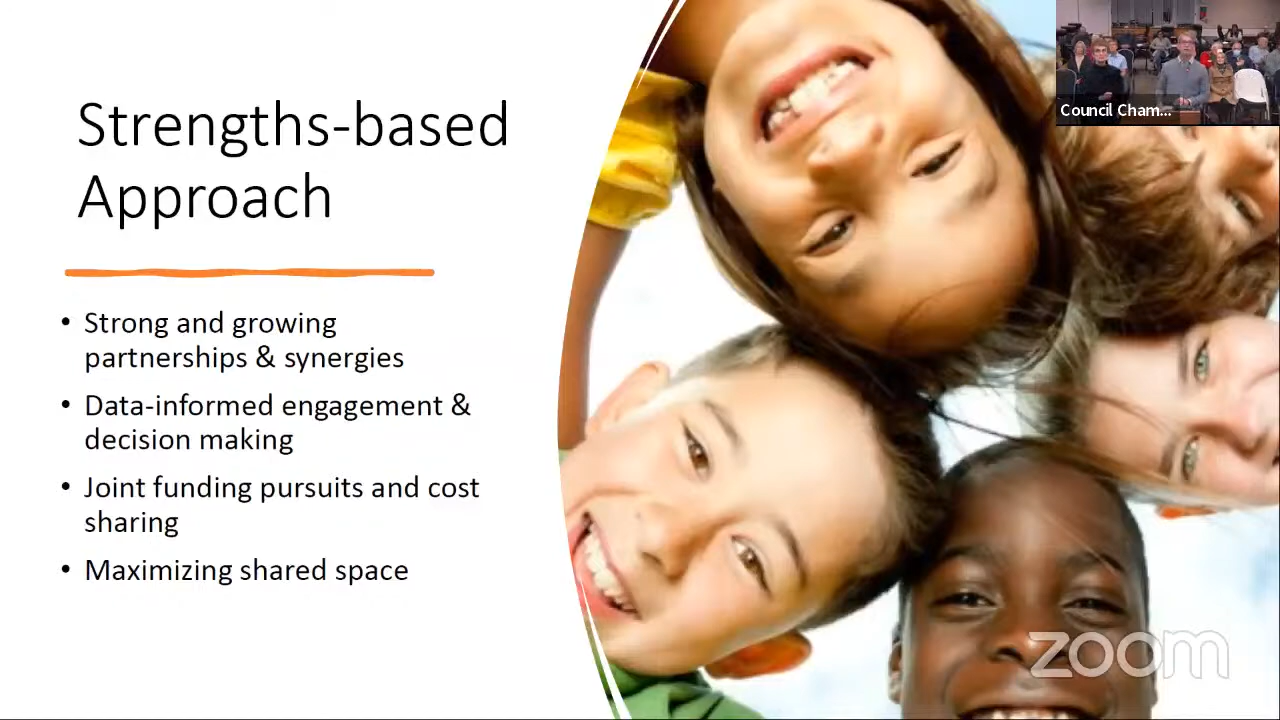 Strengths-based
Approach
• Strong and growing
partnerships & synergies
• Data-informed engagement &
decision making
• Joint funding pursuits and cost
sharing
• Maximizing shared space
Council Cham...
zoom